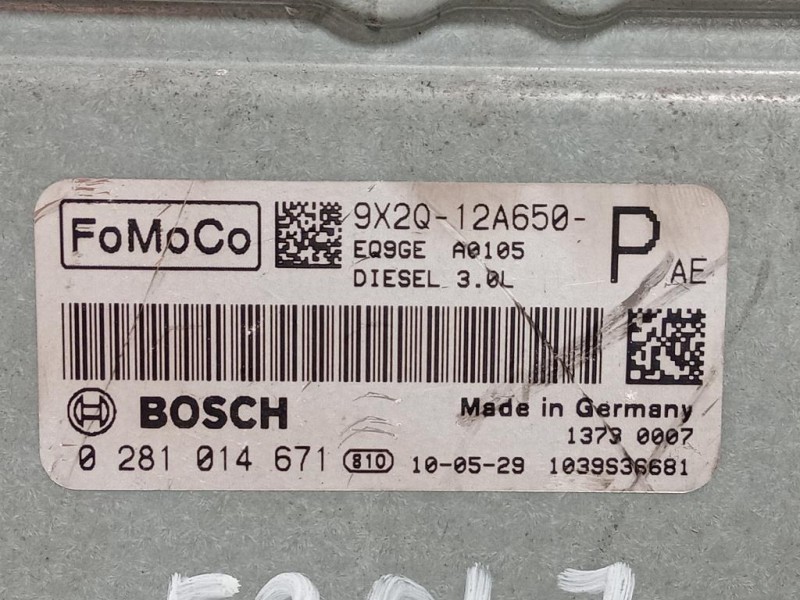 FoMoCo
9X2Q-12A650-
P
AE
EQ9GE A0105
DIESEL 3.0L
BOSCH
Made in Germany
1373 0007
0 281 014 671 810 10-05-29 1039S36681